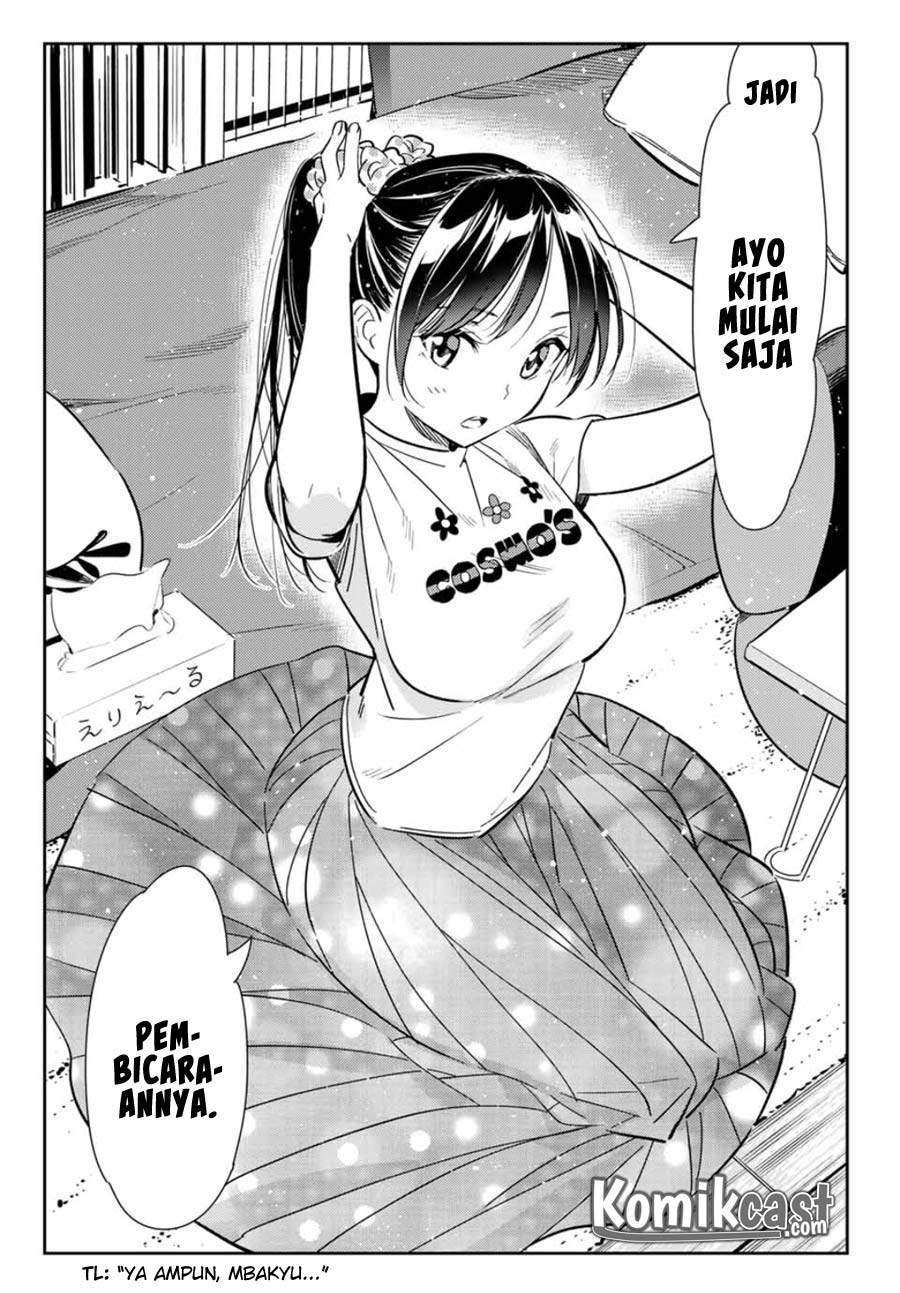 JADI
AYO
KITA
MULAI
SAJA
COSMO'S
えりえ〜る
PEM-
BICARA-
ANNYA.
Komikcast
.com
TL: "YA AMPUN, MBAKYU..."